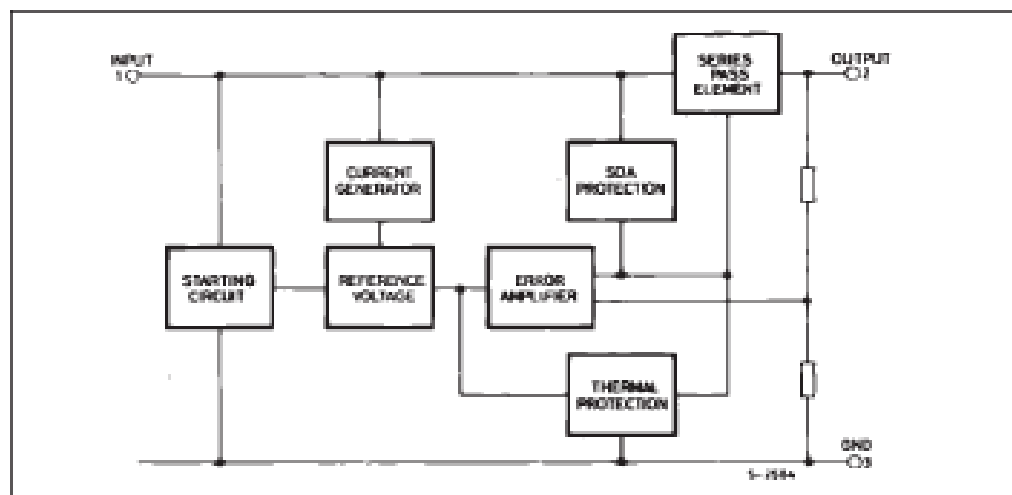 INPUT
1
SERIES
PASS
ELEMENT
OUTPUT
2
CURRENT
GENERATOR
SOA
PROTECTION
STARTING
CIRCUIT
REFERENCE
VOLTAGE
ERROR
AMPLIFIER
THERMAL
PROTECTION
GND
3